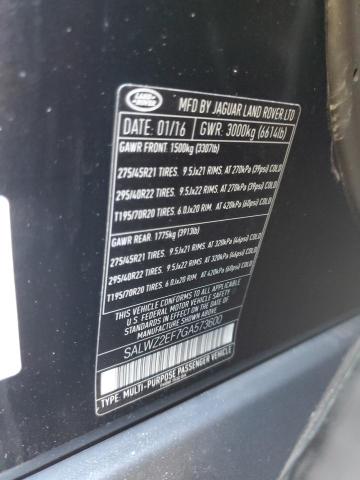 LAND ROVER
MFD BY JAGUAR LAND ROVER LTD
DATE: 01/16 GWR: 3000kg (6614lb)
GAWR FRONT: 1500kg (3307lb)
275/45R21 TIRES. 9.5Jx21 RIMS. AT 270kPa (39psi) COLD
295/40R22 TIRES. 9.5Jx22 RIMS. AT 270kPa (39psi) COLD
T195/70R20 TIRES. 6.0Jx20 RIMS. AT 420kPa (60psi) COLD
GAWR REAR: 1775kg (3913lb)
275/45R21 TIRES. 9.5Jx21 RIMS. AT 320kPa (46psi) COLD
295/40R22 TIRES. 9.5Jx22 RIMS. AT 320kPa (46psi) COLD
T195/70R20 TIRES. 6.0Jx20 RIMS. AT 420kPa (60psi) COLD
THIS VEHICLE CONFORMS TO ALL APPLICABLE
U.S FEDERAL MOTOR VEHICLE SAFETY
STANDARDS IN EFFECT ON THE DATE OF
MANUFACTURE SHOWN ABOVE
SALWZ2EF7GA573600
TYPE: MULTI-PURPOSE PASSENGER VEHICLE